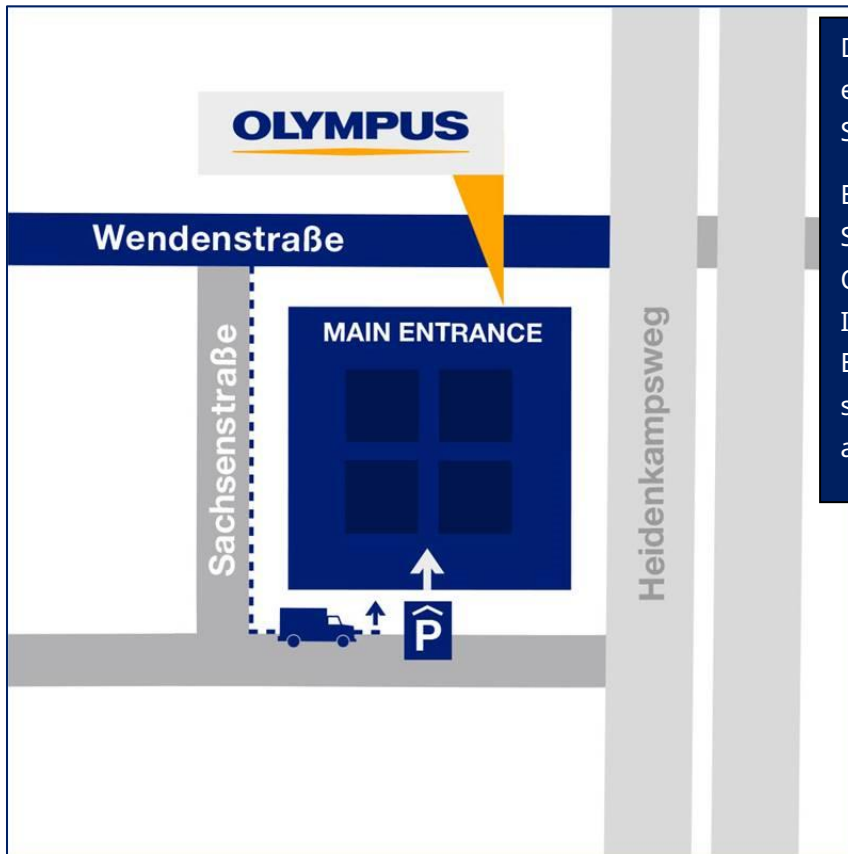 OLYMPUS
Wendenstraße
MAIN ENTRANCE
Sachsenstraße
Heidenkampsweg
P